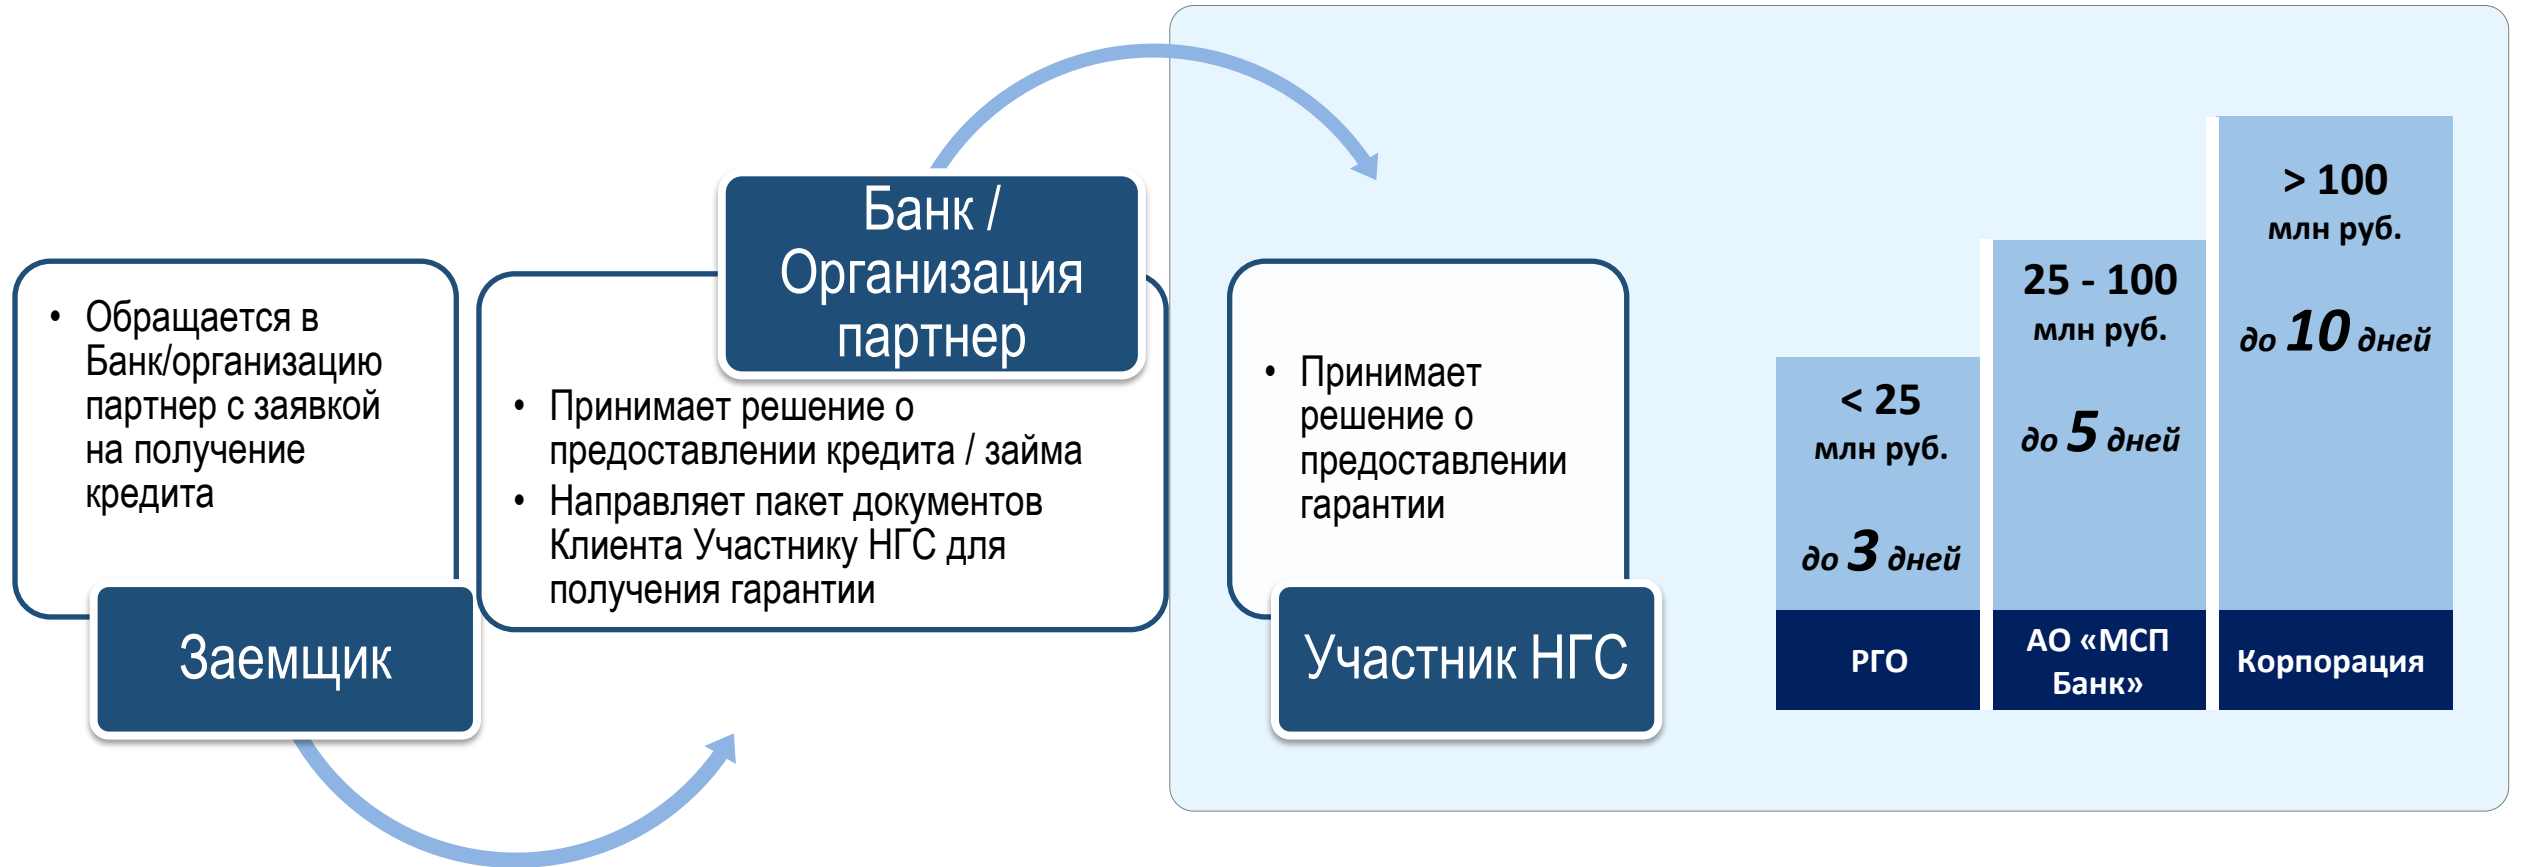 • Обращается в
Банк/организацию
партнер с заявкой
на получение
кредита
Заемщик
Банк /
Организация
партнер
• Принимает решение о
предоставлении кредита / займа
• Направляет пакет документов
Клиента Участнику НГС для
получения гарантии
• Принимает
решение о
предоставлении
гарантии
Участник НГС
< 25
млн руб.
до 3 дней
РГО
25 - 100
млн руб.
до 5 дней
АО «МСП
Банк»
> 100
млн руб.
до 10 дней
Корпорация